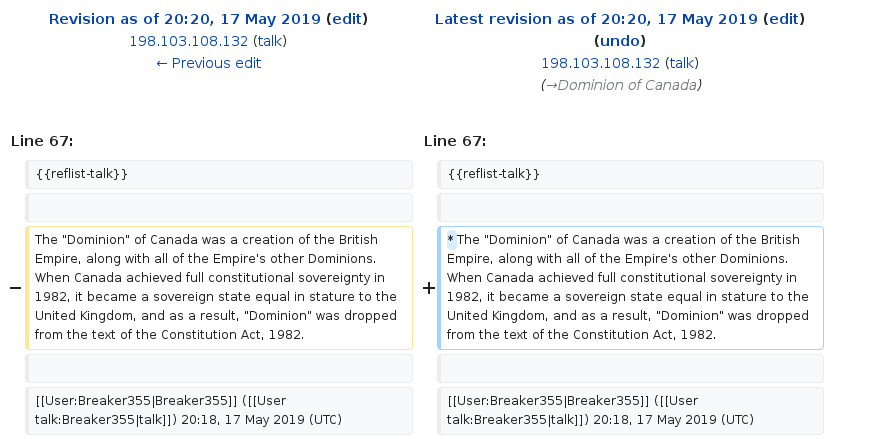 Revision as of 20:20, 17 May 2019 (edit)
198.103.108.132 (talk)
← Previous edit
Latest revision as of 20:20, 17 May 2019 (edit)
(undo)
198.103.108.132 (talk)
(→Dominion of Canada)
Line 67:
Line 67:
{{reflist-talk}}
{{reflist-talk}}
−
The "Dominion" of Canada was a creation of the British
Empire, along with all of the Empire's other Dominions.
When Canada achieved full constitutional sovereignty in
1982, it became a sovereign state equal in stature to the
United Kingdom, and as a result, "Dominion" was dropped
from the text of the Constitution Act, 1982.
+
*The "Dominion" of Canada was a creation of the British
Empire, along with all of the Empire's other Dominions.
When Canada achieved full constitutional sovereignty in
1982, it became a sovereign state equal in stature to the
United Kingdom, and as a result, "Dominion" was dropped
from the text of the Constitution Act, 1982.
[[User:Breaker355|Breaker355]] ([[User
talk:Breaker355|talk]]) 20:18, 17 May 2019 (UTC)
[[User:Breaker355|Breaker355]] ([[User
talk:Breaker355|talk]]) 20:18, 17 May 2019 (UTC)